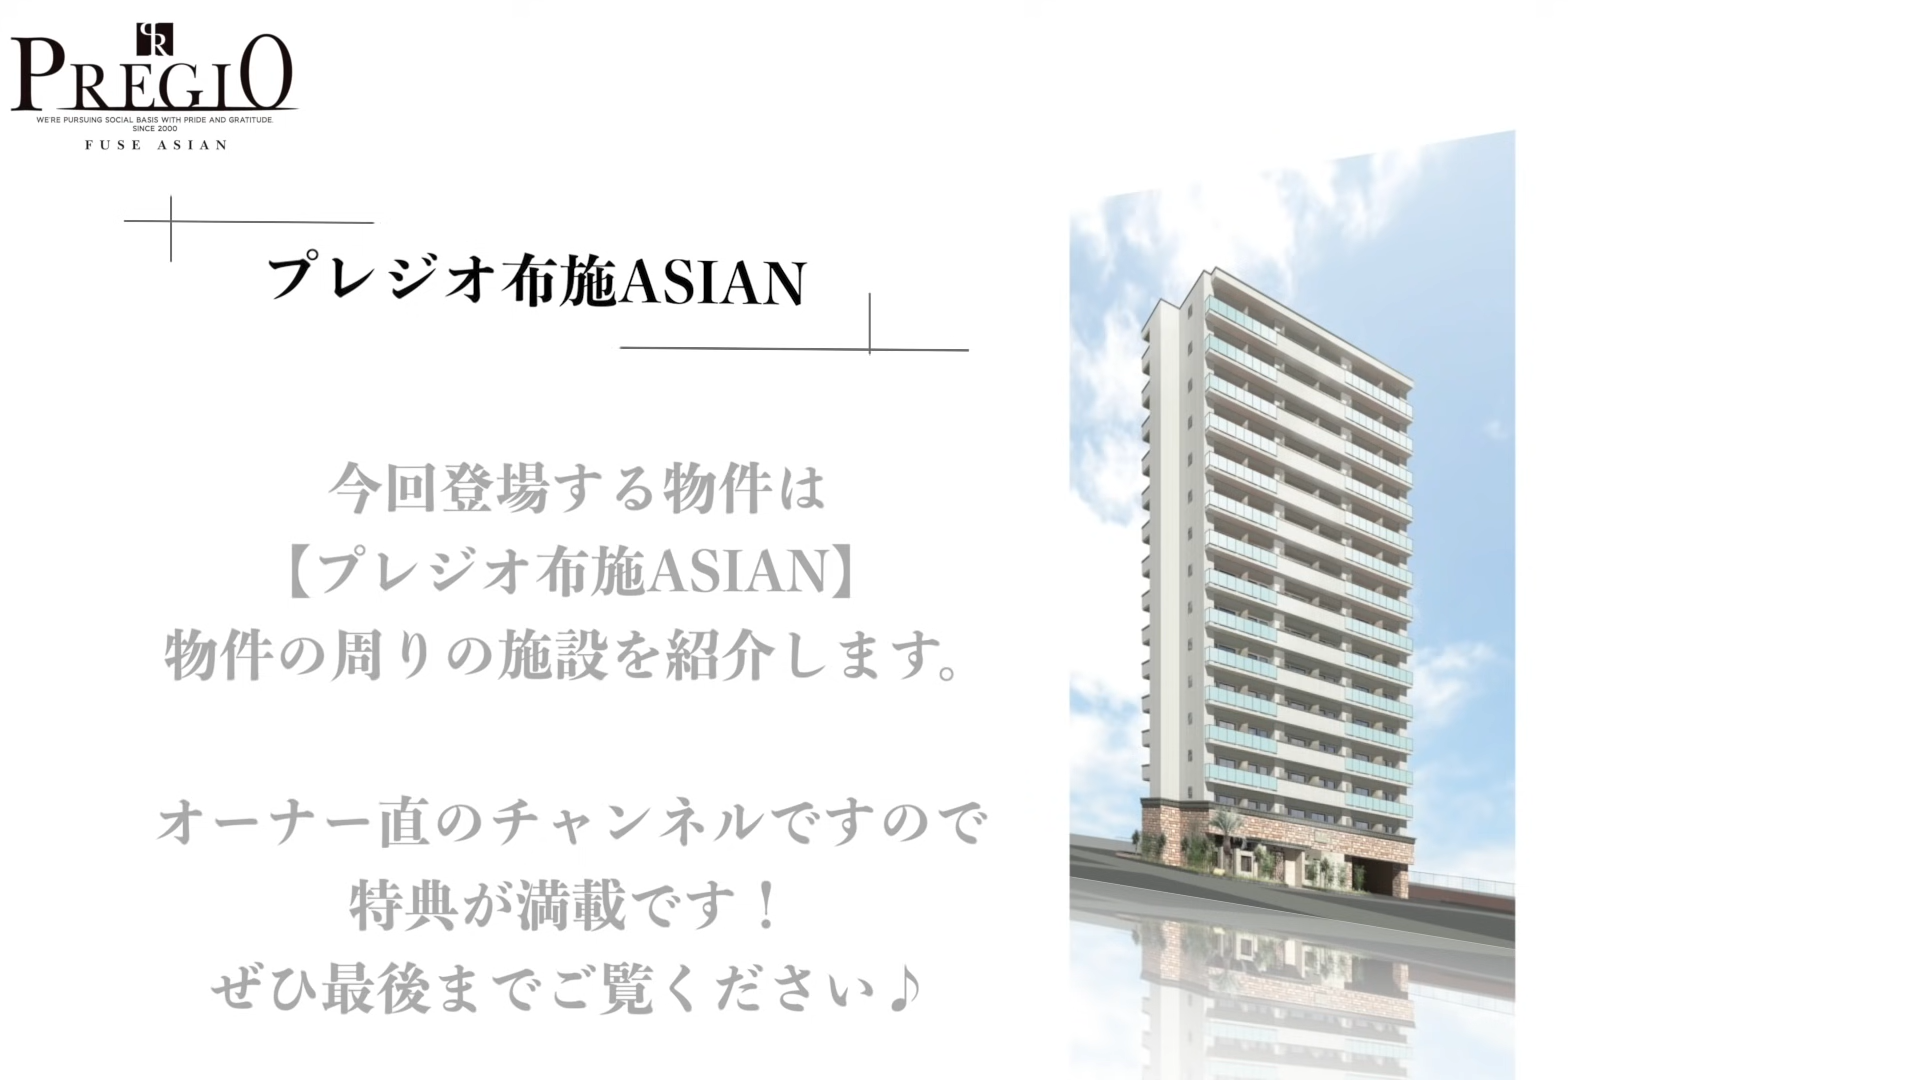 PREGIO
WE'RE PURSUING SOCIAL BASIS WITH PRIDE AND GRATITUDE.
SINCE 2000
FUSE ASIAN
プレジオ布施ASIAN
今回登場する物件は
【プレジオ布施ASIAN】
物件の周りの施設を紹介します。
オーナー直のチャンネルですので
特典が満載です！
ぜひ最後までご覧ください♪